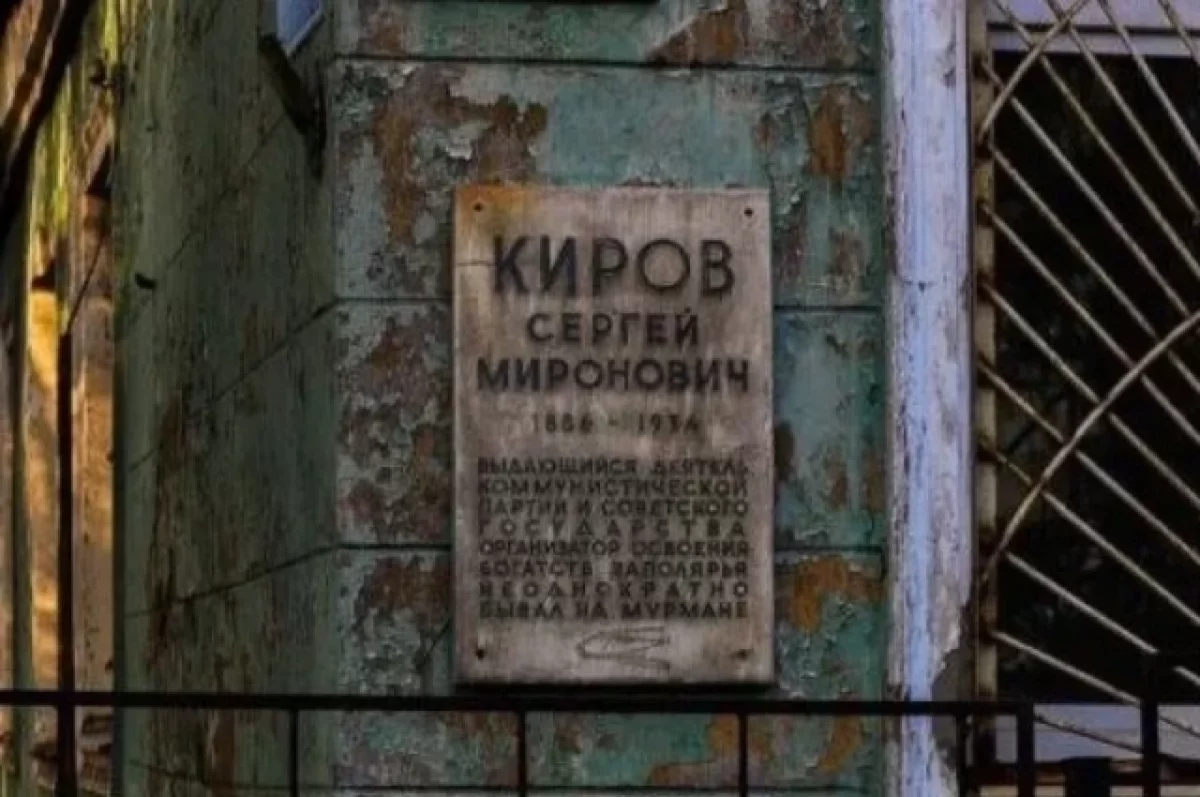 КИРОВ
СЕРГЕЙ
МИРОНОВИЧ
1886 - 1934
ВЫДАЮЩИЙСЯ ДЕЯТЕЛЬ
КОММУНИСТИЧЕСКОЙ
ПАРТИИ И СОВЕТСКОГО
ГОСУДАРСТВА
ОРГАНИЗАТОР ОСВОЕНИЯ
БОГАТСТВ ЗАПОЛЯРЬЯ
НЕОДНОКРАТНО
БЫВАЛ НА МУРМАНЕ